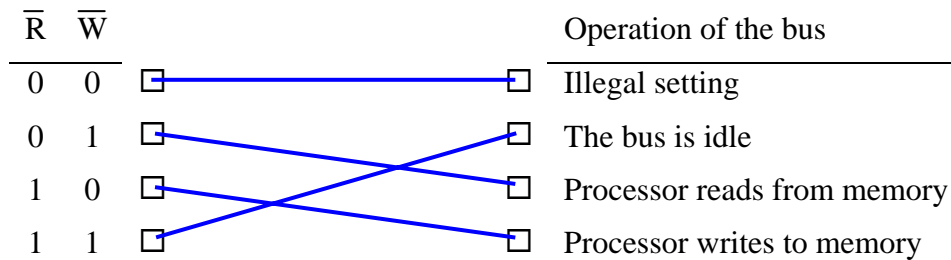 R̅ W̅ Operation of the bus
0 0 Illegal setting
0 1 The bus is idle
1 0 Processor reads from memory
1 1 Processor writes to memory